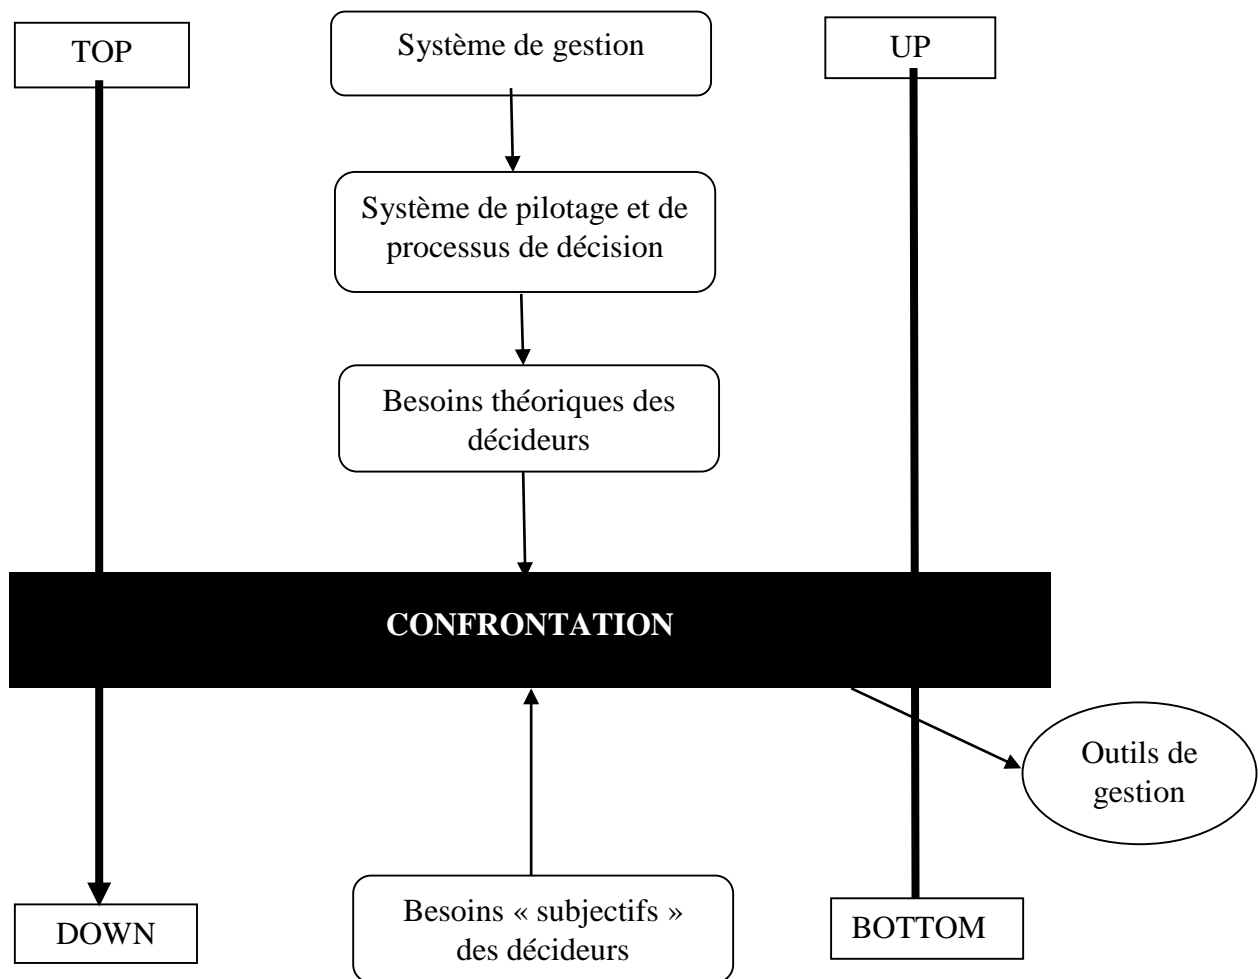 TOP
Système de gestion
UP
Système de pilotage et de
processus de décision
Besoins théoriques des
décideurs
CONFRONTATION
Outils de
gestion
DOWN
Besoins « subjectifs »
des décideurs
BOTTOM